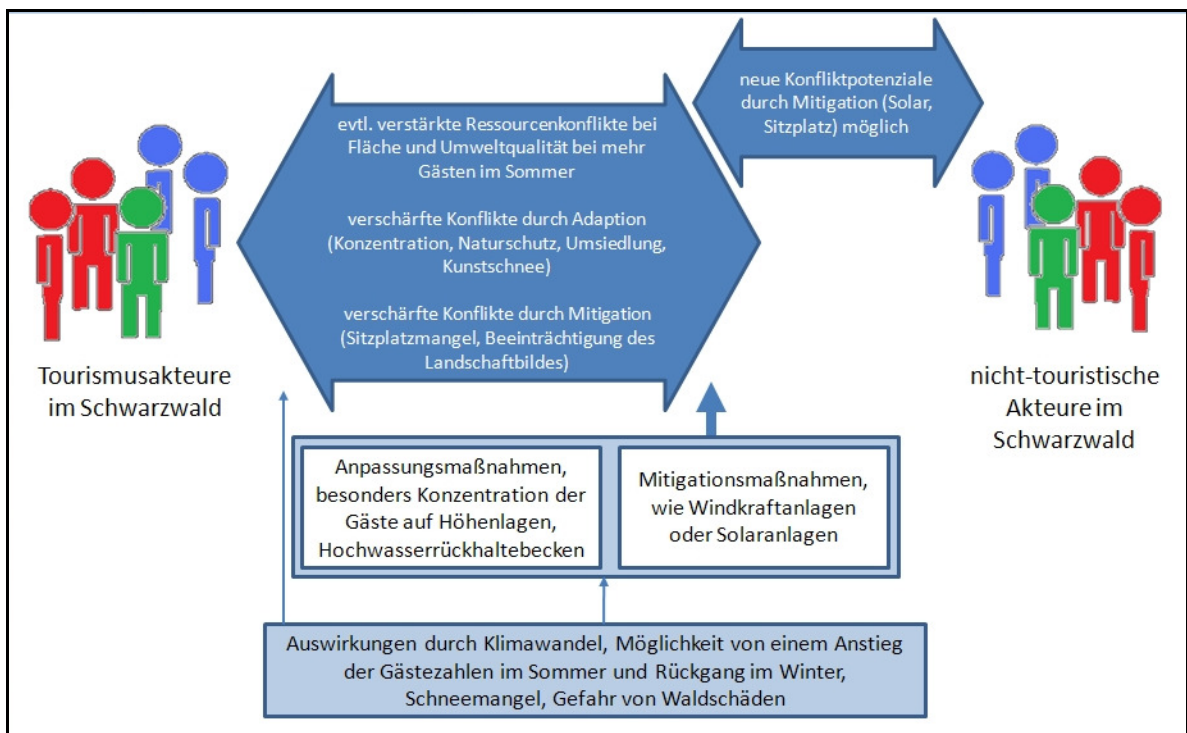 neue Konfliktpotenziale
durch Mitigation (Solar,
Sitzplatz) möglich
evtl. verstärkte Ressourcenkonflikte bei
Fläche und Umweltqualität bei mehr
Gästen im Sommer
verschärfte Konflikte durch Adaption
(Konzentration, Naturschutz, Umsiedlung,
Kunstschnee)
verschärfte Konflikte durch Mitigation
(Sitzplatzmangel, Beeinträchtigung des
Landschaftbildes)
Tourismusakteure
im Schwarzwald
nicht-touristische
Akteure im
Schwarzwald
Anpassungsmaßnahmen,
besonders Konzentration der
Gäste auf Höhenlagen,
Hochwasserrückhaltebecken
Mitigationsmaßnahmen,
wie Windkraftanlagen
oder Solaranlagen
Auswirkungen durch Klimawandel, Möglichkeit von einem Anstieg
der Gästezahlen im Sommer und Rückgang im Winter,
Schneemangel, Gefahr von Waldschäden